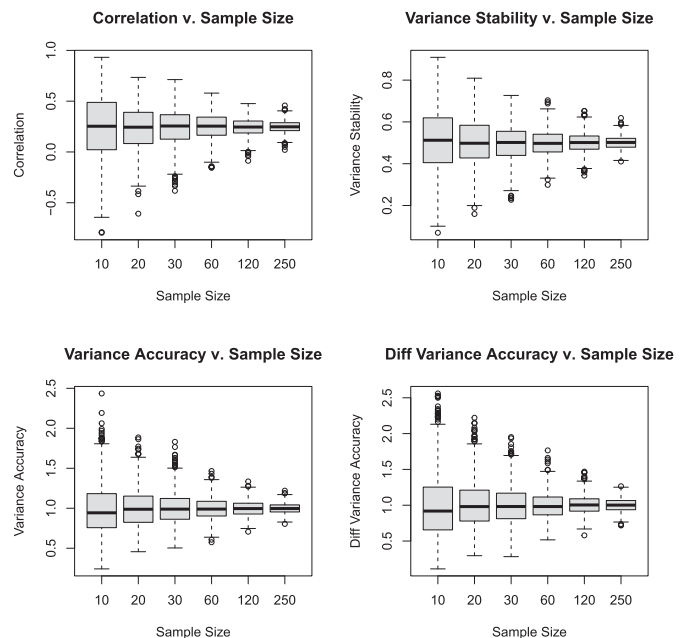 Correlation v. Sample Size
Correlation
1.0
0.5
0.0
−0.5
10 20 30 60 120 250
Sample Size
Variance Stability v. Sample Size
Variance Stability
0.8
0.6
0.4
0.2
10 20 30 60 120 250
Sample Size
Variance Accuracy v. Sample Size
Variance Accuracy
2.5
2.0
1.5
1.0
0.5
10 20 30 60 120 250
Sample Size
Diff Variance Accuracy v. Sample Size
Diff Variance Accuracy
2.5
2.0
1.5
1.0
0.5
10 20 30 60 120 250
Sample Size